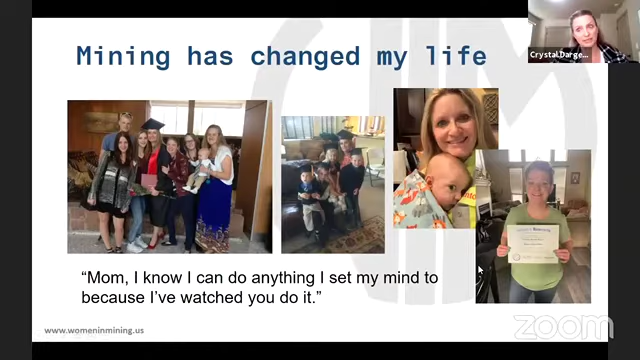 Mining has changed my life
Crystal Darge...
“Mom, I know I can do anything I set my mind to
because I’ve watched you do it.”
www.womeninmining.us
zoom